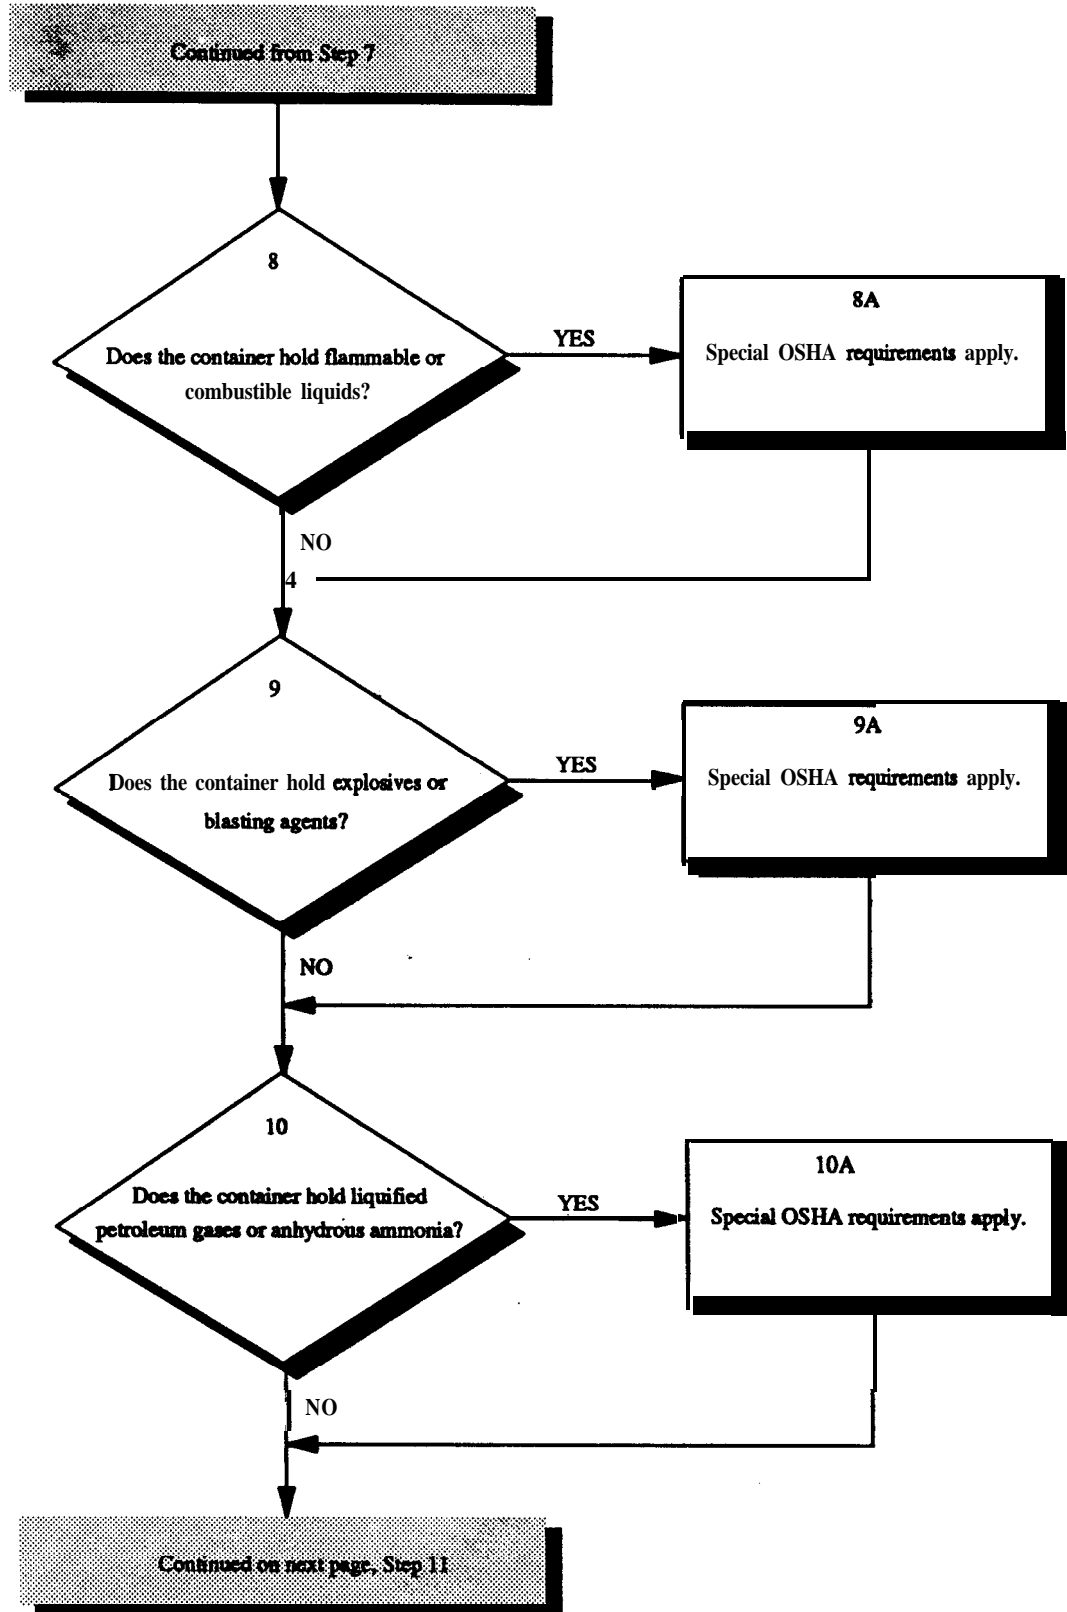 Continued from Step 7
8
Does the container hold flammable or
combustible liquids?
YES
8A
Special OSHA requirements apply.
NO
4
9
Does the container hold explosives or
blasting agents?
YES
9A
Special OSHA requirements apply.
NO
10
Does the container hold liquified
petroleum gases or anhydrous ammonia?
YES
10A
Special OSHA requirements apply.
NO
Continued on next page, Step 11